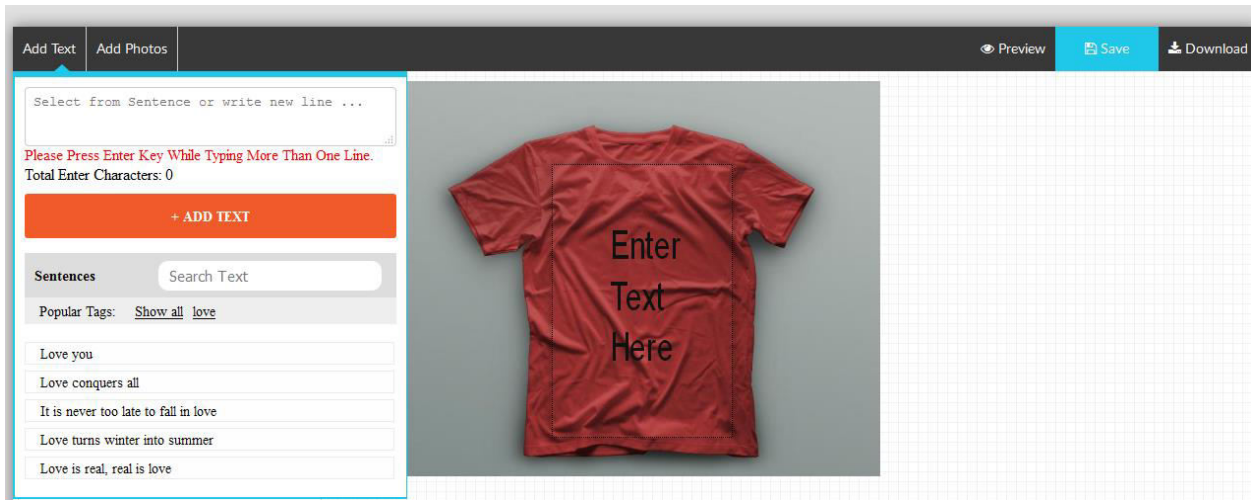 Add Text Add Photos Preview Save Download
Select from Sentence or write new line ...
Please Press Enter Key While Typing More Than One Line.
Total Enter Characters: 0
+ ADD TEXT
Sentences Search Text
Popular Tags: Show all love
Love you
Love conquers all
It is never too late to fall in love
Love turns winter into summer
Love is real, real is love
Enter
Text
Here